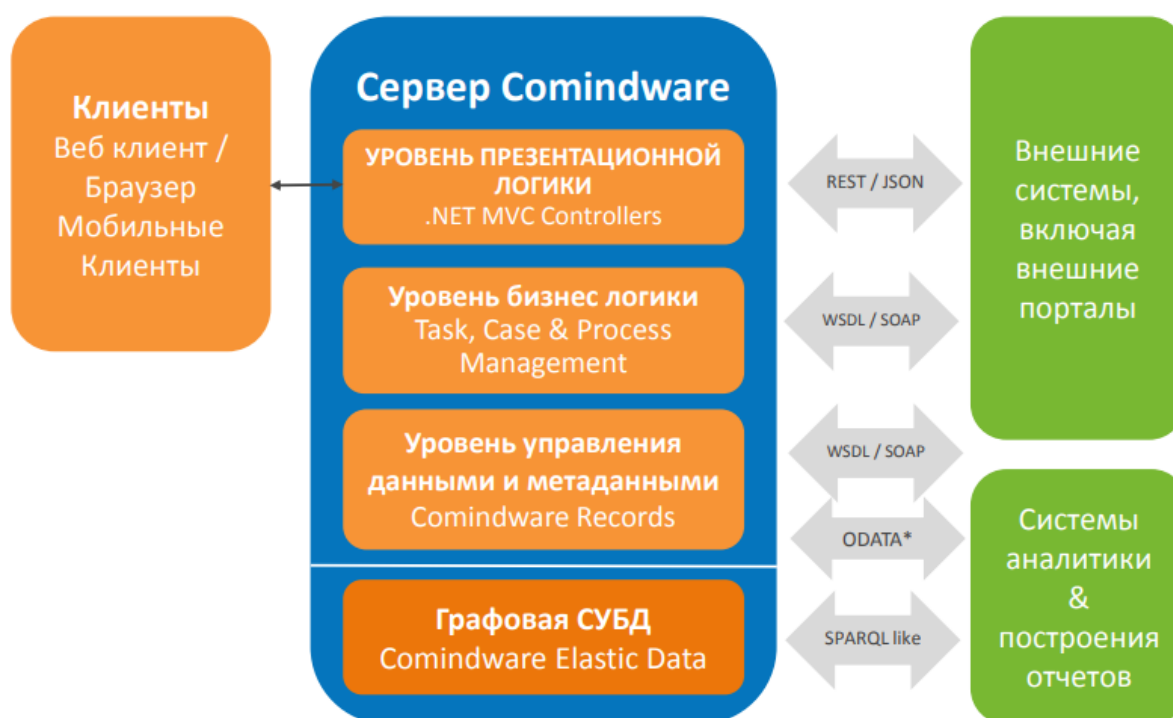 Клиенты
Веб клиент /
Браузер
Мобильные
Клиенты
Сервер Comindware
УРОВЕНЬ ПРЕЗЕНТАЦИОННОЙ
ЛОГИКИ
.NET MVC Controllers
Уровень бизнес логики
Task, Case & Process
Management
Уровень управления
данными и метаданными
Comindware Records
Графовая СУБД
Comindware Elastic Data
REST / JSON
WSDL / SOAP
WSDL / SOAP
ODATA*
SPARQL like
Внешние
системы,
включая
внешние
порталы
Системы
аналитики
&
построения
отчетов